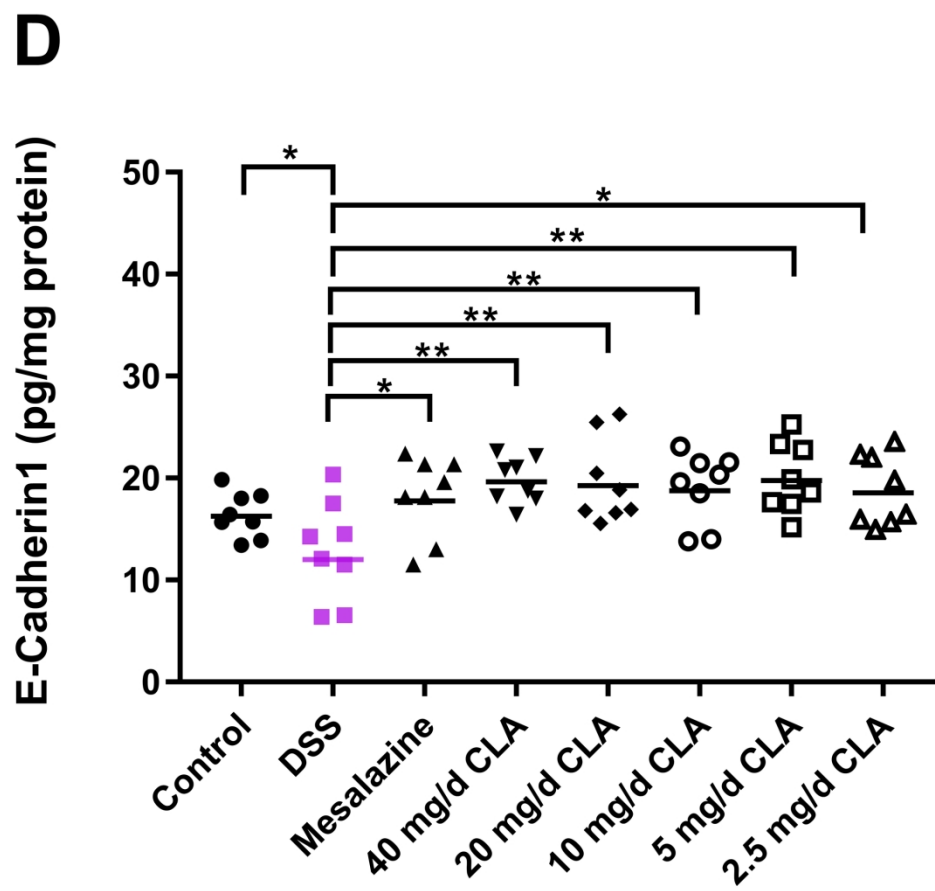 D
E-Cadherin1 (pg/mg protein)
50
40
30
20
10
0
*
*
**
**
**
**
*
Control
DSS
Mesalazine
40 mg/d CLA
20 mg/d CLA
10 mg/d CLA
5 mg/d CLA
2.5 mg/d CLA